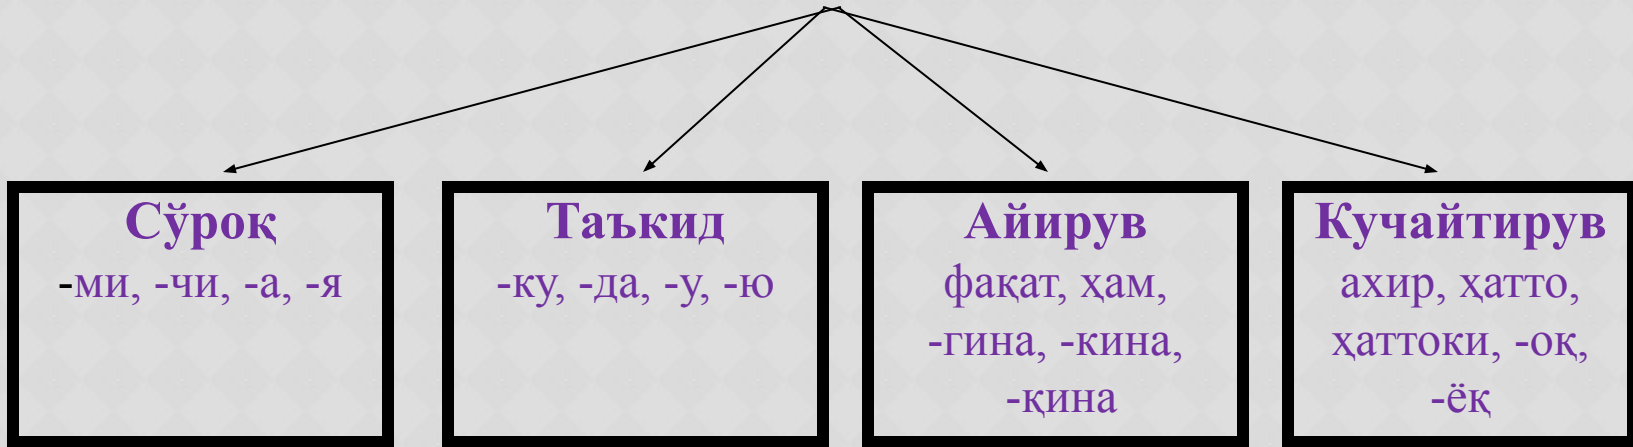 Сўроқ
-ми, -чи, -а, -я
Таъкид
-ку, -да, -у, -ю
Айирув
фақат, ҳам,
-гина, -кина,
-қина
Кучайтирув
ахир, ҳатто,
ҳаттоки, -оқ,
-ёқ